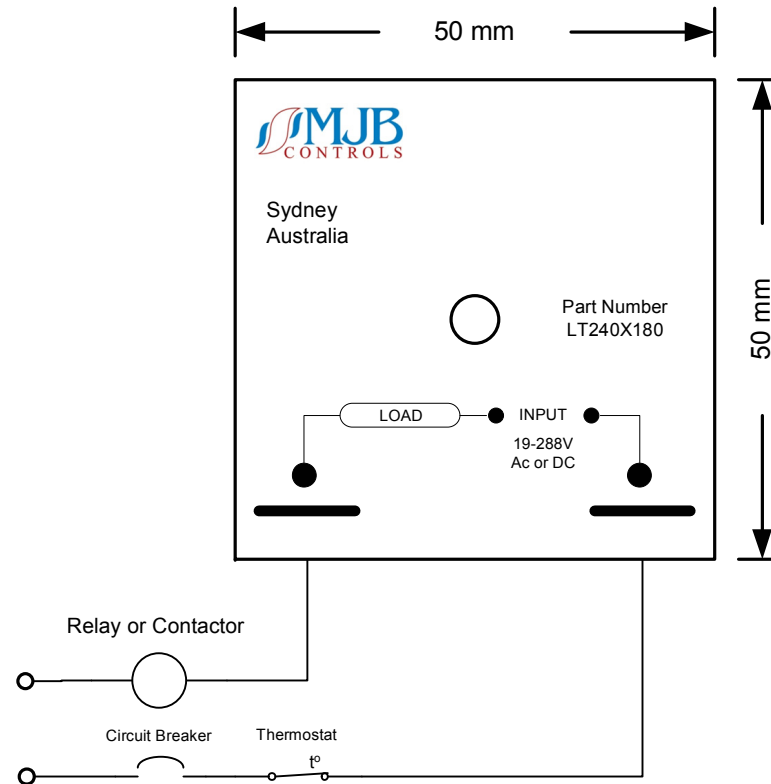 50 mm
MJB
CONTROLS
Sydney
Australia
50 mm
Part Number
LT240X180
LOAD
INPUT
19-288V
Ac or DC
Relay or Contactor
Circuit Breaker
Thermostat
tº